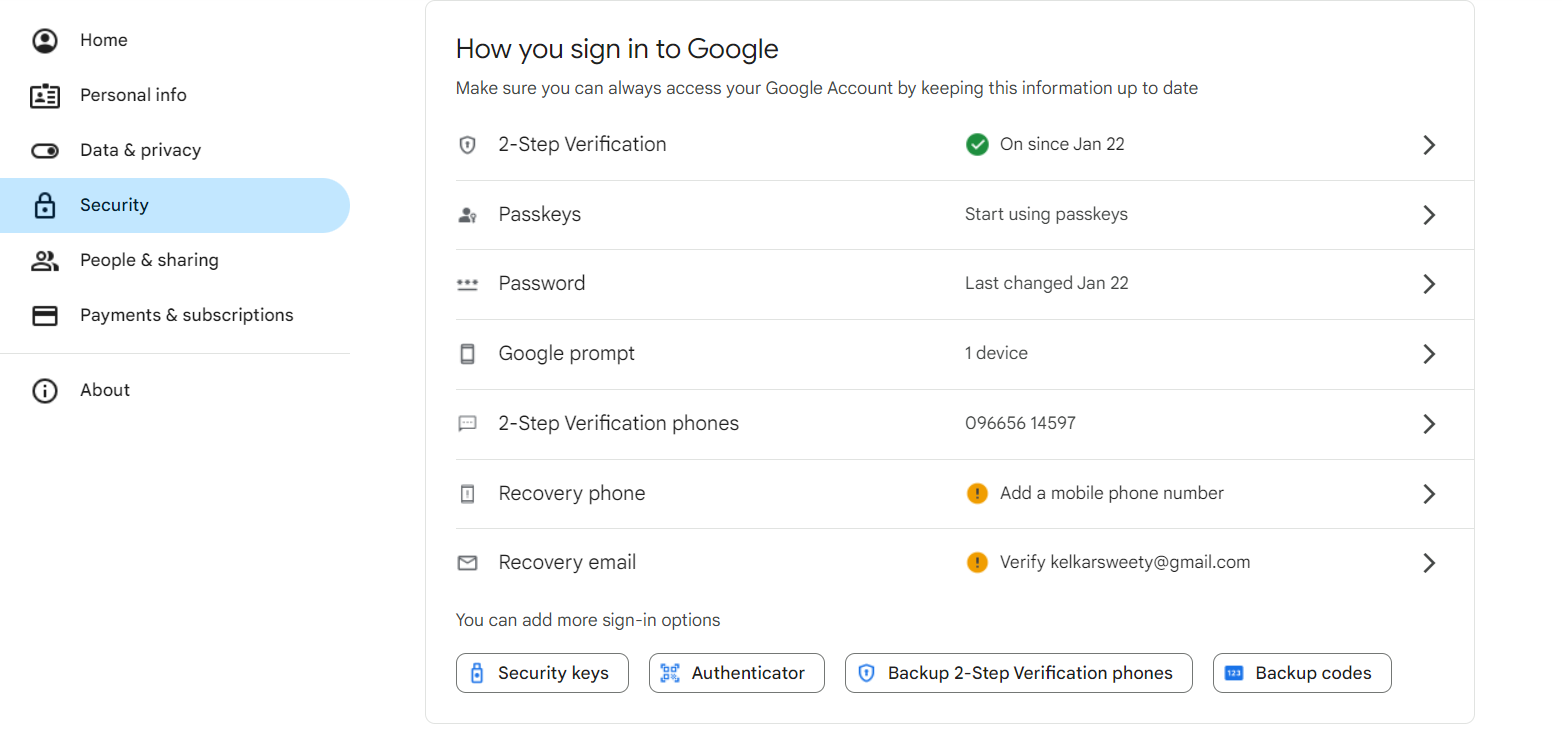 Home
Personal info
Data & privacy
Security
People & sharing
Payments & subscriptions
About
How you sign in to Google
Make sure you can always access your Google Account by keeping this information up to date
2-Step Verification On since Jan 22
Passkeys Start using passkeys
Password Last changed Jan 22
Google prompt 1 device
2-Step Verification phones 096656 14597
Recovery phone Add a mobile phone number
Recovery email Verify kelkarsweety@gmail.com
You can add more sign-in options
Security keys Authenticator Backup 2-Step Verification phones 123 Backup codes